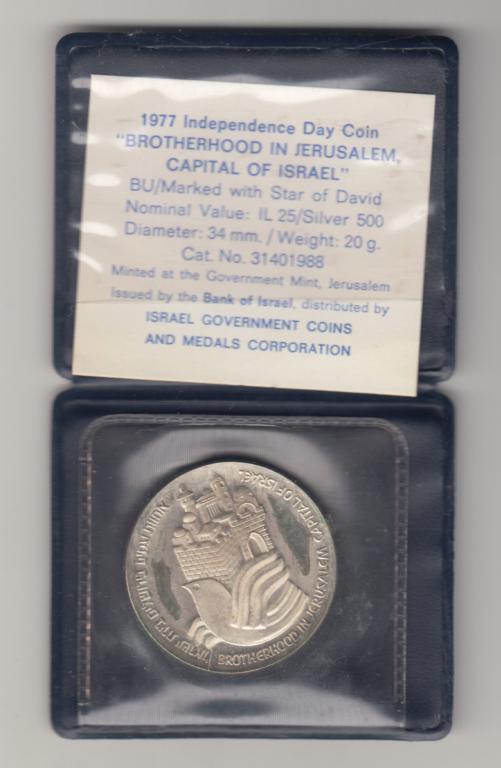 1977 Independence Day Coin
"BROTHERHOOD IN JERUSALEM,
CAPITAL OF ISRAEL"
BU/Marked with Star of David
Nominal Value: IL 25/Silver 500
Diameter: 34 mm. / Weight: 20 g.
Cat. No. 31401988
Minted at the Government Mint, Jerusalem
Issued by the Bank of Israel, distributed by
ISRAEL GOVERNMENT COINS
AND MEDALS CORPORATION
BROTHERHOOD IN JERUSALEM, CAPITAL OF ISRAEL